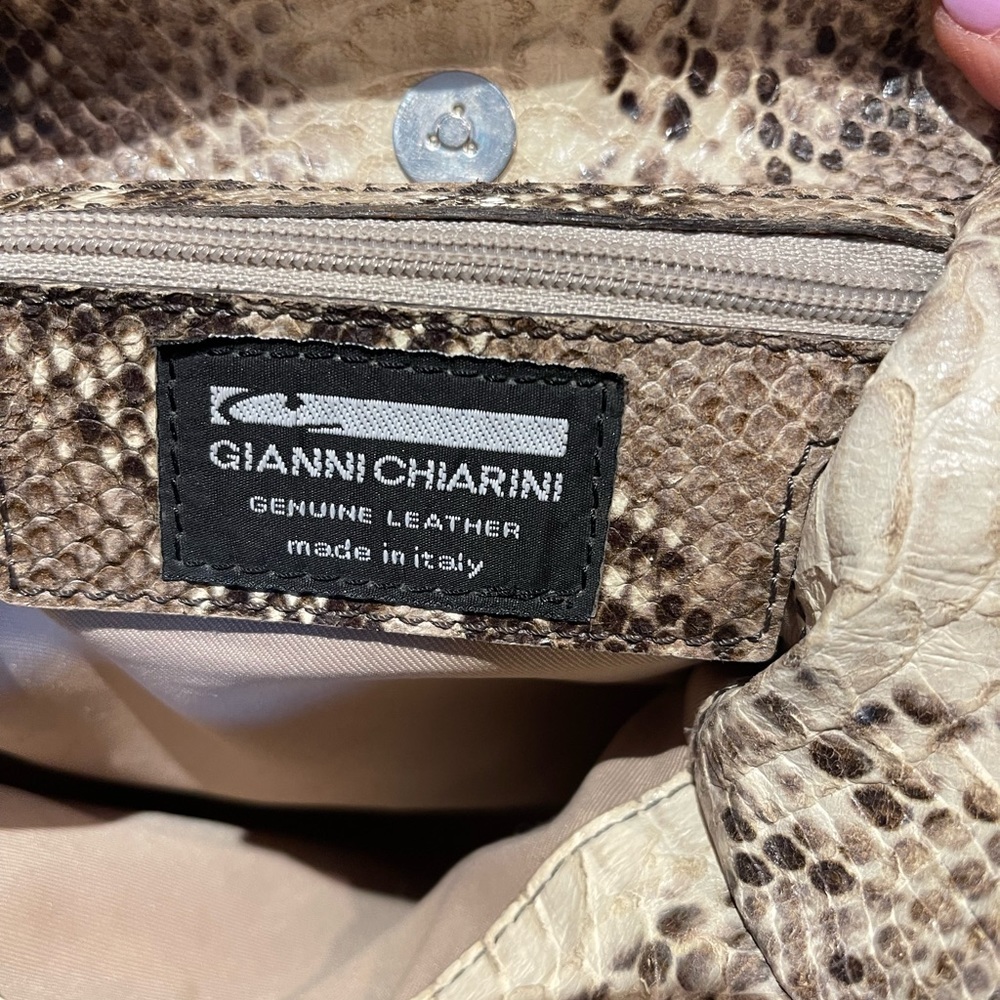 GIANNI CHIARINI
GENUINE LEATHER
made in italy